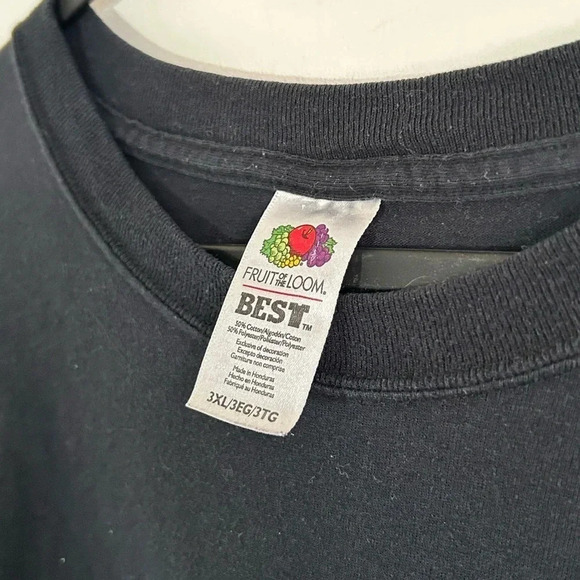 FRUIT OF THE LOOM®
BEST™
50% Cotton/Algodón/Coton
50% Polyester/Poliéster/Polyester
Exclusive of decoration
Excepto decoración
Garniture non comprise
Made in Honduras
Hecho en Honduras
Fabriqué au Honduras
3XL/3EG/3TG